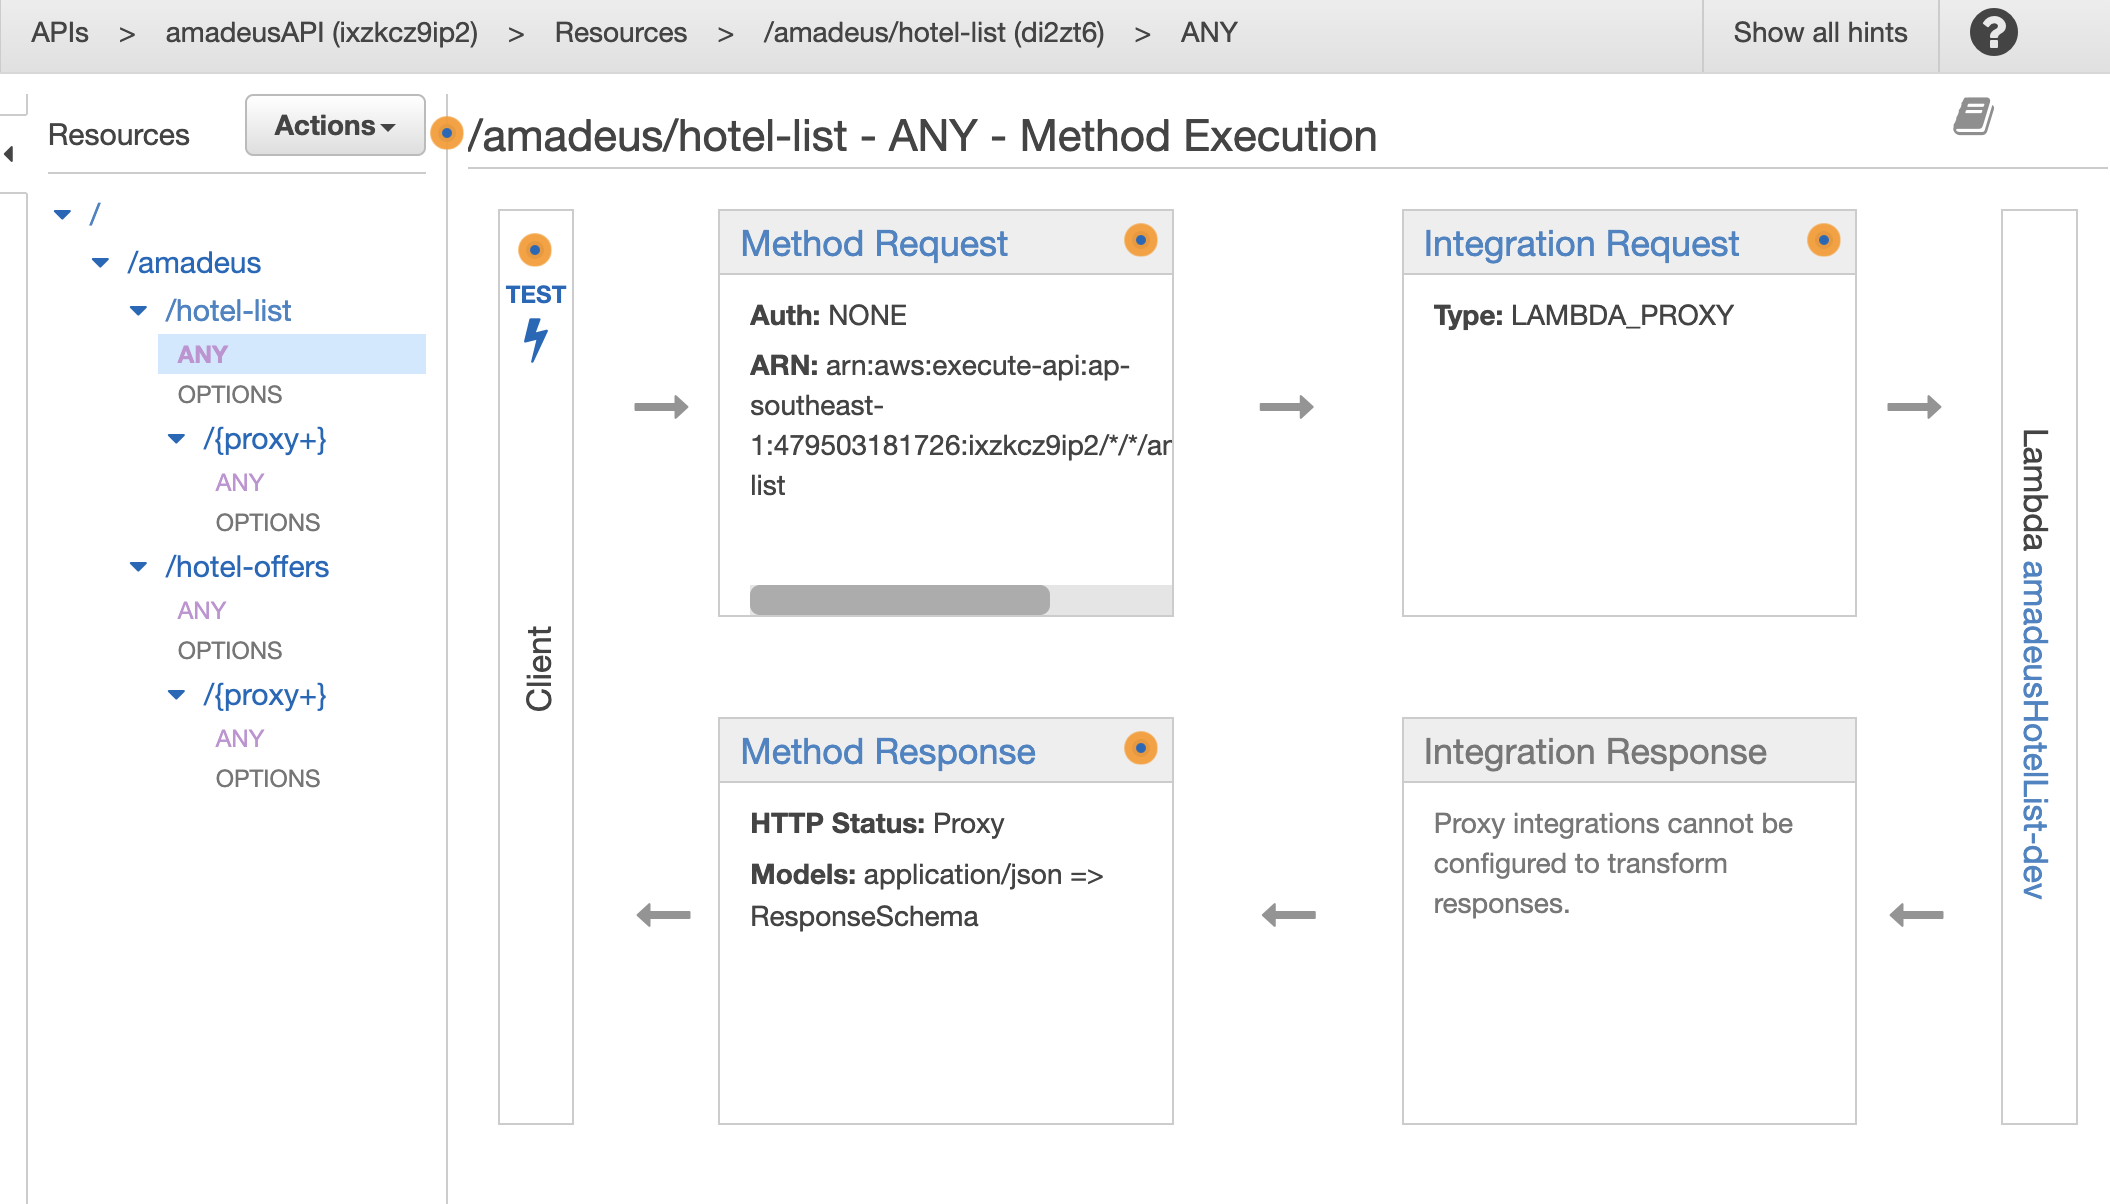 APIs > amadeusAPI (ixzkcz9ip2) > Resources > /amadeus/hotel-list (di2zt6) > ANY
Show all hints
?
Resources
Actions
/
/amadeus
/hotel-list
ANY
OPTIONS
/{proxy+}
ANY
OPTIONS
/hotel-offers
ANY
OPTIONS
/{proxy+}
ANY
OPTIONS
/amadeus/hotel-list - ANY - Method Execution
TEST
Client
Method Request
Auth: NONE
ARN: arn:aws:execute-api:ap-
southeast-
1:479503181726:ixzkcz9ip2/*/*/am
list
Integration Request
Type: LAMBDA_PROXY
Lambda amadeusHotelList-dev
Method Response
HTTP Status: Proxy
Models: application/json =>
ResponseSchema
Integration Response
Proxy integrations cannot be
configured to transform
responses.